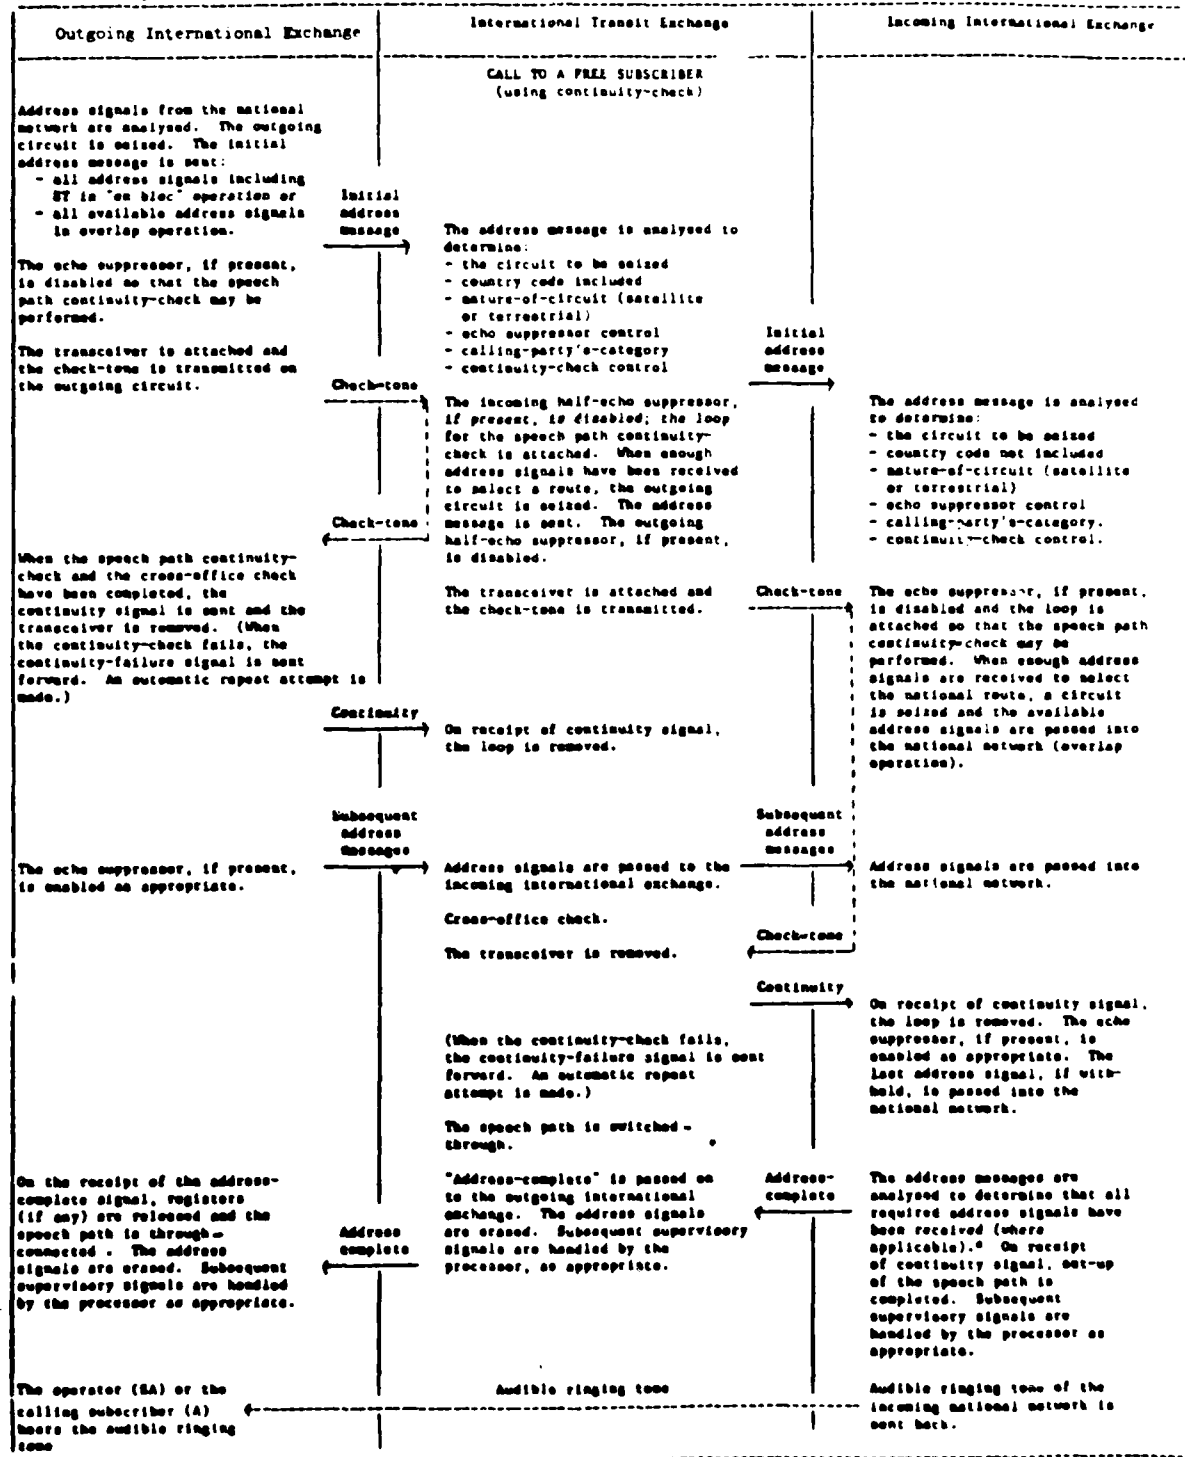 Outgoing International Exchange
International Transit Exchange
Incoming International Exchange
CALL TO A FREE SUBSCRIBER
(using continuity-check)
Address signals from the national
network are analysed. The outgoing
circuit is seized. The initial
address message is sent:
- all address signals including
ST in "en bloc" operation or
- all available address signals
in overlap operation.
The echo suppressor, if present,
is disabled so that the speech
path continuity-check may be
performed.
The transceiver is attached and
the check-tone is transmitted on
the outgoing circuit.
Initial
address
message
The address message is analysed to
determine:
- the circuit to be seized
- country code included
- nature-of-circuit (satellite
or terrestrial)
- echo suppressor control
- calling-party's-category
- continuity-check control
Initial
address
message
Check-tone
The incoming half-echo suppressor,
if present, is disabled; the loop
for the speech path continuity-
check is attached. When enough
address signals have been received
to select a route, the outgoing
circuit is seized. The address
message is sent. The outgoing
half-echo suppressor, if present,
is disabled.
The address message is analysed
to determine:
- the circuit to be seized
- country code not included
- nature-of-circuit (satellite
or terrestrial)
- echo suppressor control
- calling-party's-category.
- continuity-check control.
Check-tone
When the speech path continuity-
check and the cross-office check
have been completed, the
continuity signal is sent and the
transceiver is removed. (When
the continuity-check fails, the
continuity-failure signal is sent
forward. An automatic repeat attempt is
made.)
The transceiver is attached and
the check-tone is transmitted.
Check-tone
The echo suppressor, if present,
is disabled and the loop is
attached so that the speech path
continuity-check may be
performed. When enough address
signals are received to select
the national route, a circuit
is seized and the available
address signals are passed into
the national network (overlap
operation).
Continuity
On receipt of continuity signal,
the loop is removed.
Subsequent
address
messages
Subsequent
address
messages
The echo suppressor, if present,
is enabled as appropriate.
Address signals are passed to the
incoming international exchange.
Address signals are passed into
the national network.
Cross-office check.
Check-tone
The transceiver is removed.
Continuity
On receipt of continuity signal,
the loop is removed. The echo
suppressor, if present, is
enabled as appropriate. The
last address signal, if with-
held, is passed into the
national network.
(When the continuity-check fails,
the continuity-failure signal is sent
forward. An automatic repeat
attempt is made.)
The speech path is switched-
through.
On the receipt of the address-
complete signal, registers
(if any) are released and the
speech path is through-
connected. The address
signals are erased. Subsequent
supervisory signals are handled
by the processor as appropriate.
Address
complete
"Address-complete" is passed on
to the outgoing international
exchange. The address signals
are erased. Subsequent supervisory
signals are handled by the
processor, as appropriate.
Address-
complete
The address messages are
analysed to determine that all
required address signals have
been received (where
applicable).* On receipt
of continuity signal, set-up
of the speech path is
completed. Subsequent
supervisory signals are
handled by the processor as
appropriate.
The operator (SA) or the
calling subscriber (A)
hears the audible ringing
tone
Audible ringing tone
Audible ringing tone of the
incoming national network is
sent back.